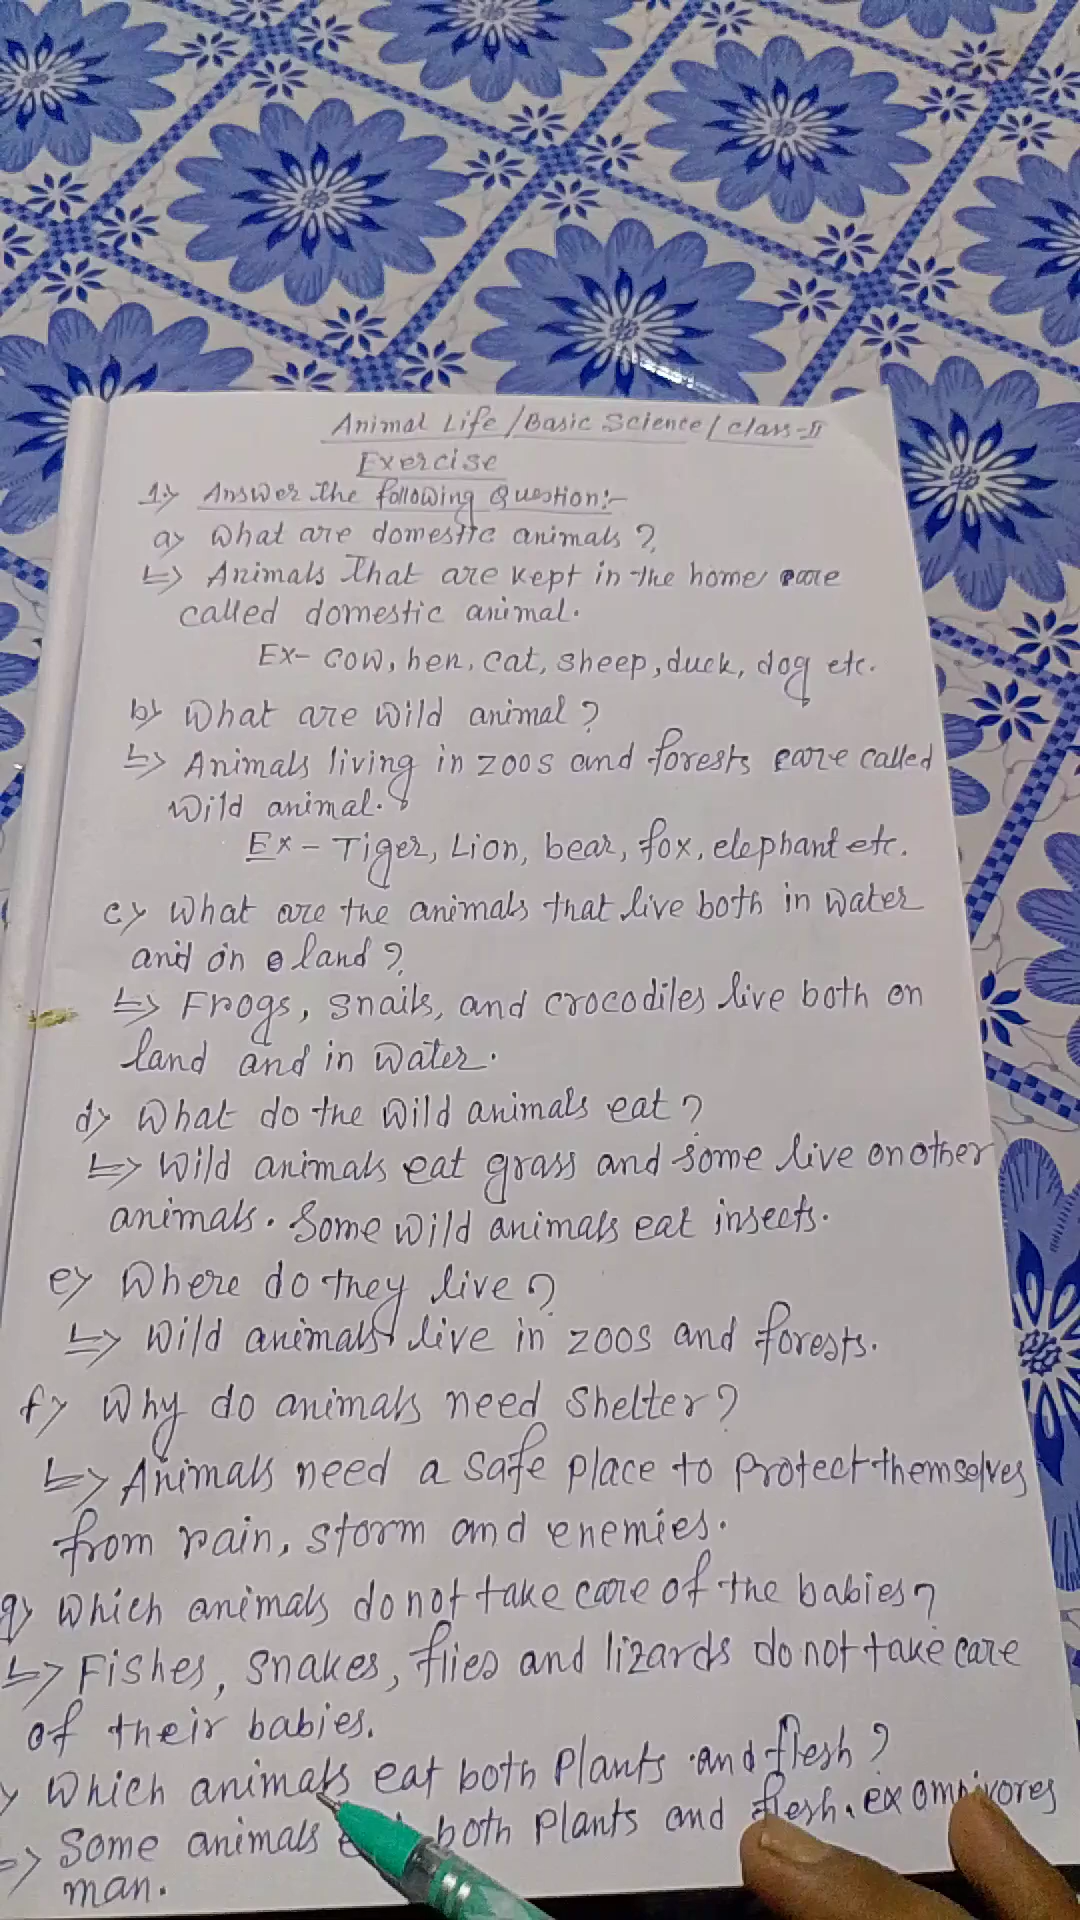 Animal Life/Basic Science/Class-II
Exercise
1.) Answer the following Question:-
a) What are domestic animals?
↳ Animals that are kept in the home are
called domestic animal.
Ex- Cow, hen, Cat, Sheep, duck, dog etc.
b) What are wild animal?
↳ Animals living in zoos and forests are called
wild animal.
Ex- Tiger, Lion, bear, fox, elephant etc.
c) What are the animals that live both in water
and on land?
↳ Frogs, snails, and crocodiles live both on
land and in water.
d) What do the wild animals eat?
↳ Wild animals eat grass and some live on other
animals. Some wild animals eat insects.
e) Where do they live?
↳ Wild animals live in zoos and forests.
f) Why do animals need shelter?
↳ Animals need a safe place to protect themselves
from rain, storm and enemies.
g) Which animals do not take care of the babies?
↳ Fishes, snakes, flies and lizards do not take care
of their babies.
Which animals eat both plants and flesh?
Some animals both plants and flesh. ex omnivores
man.